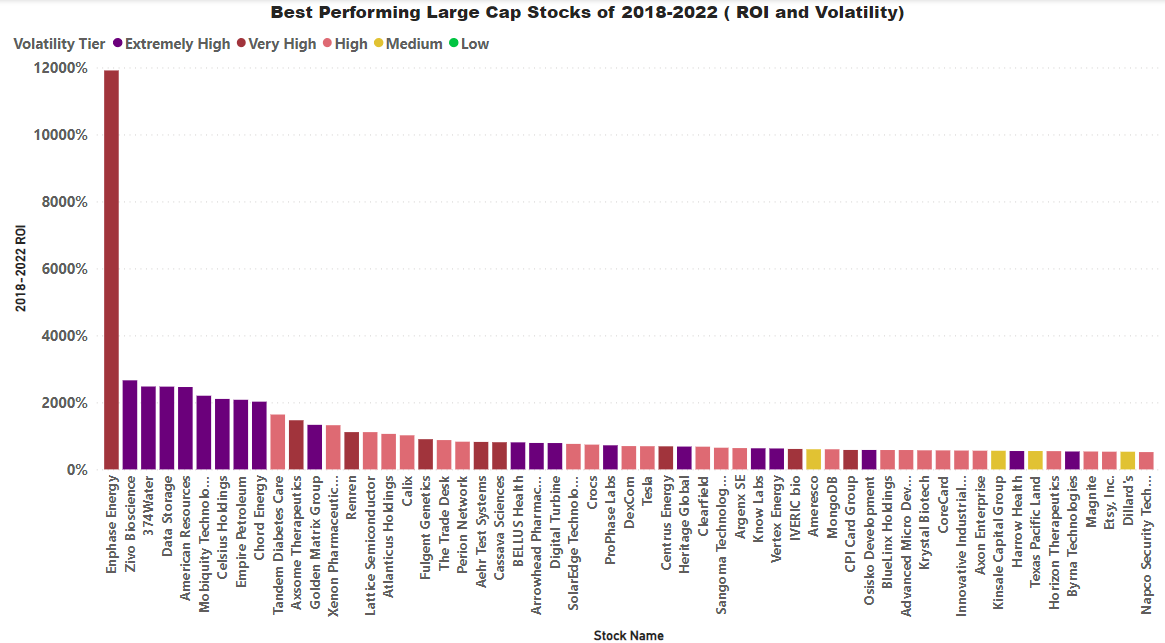 Best Performing Large Cap Stocks of 2018-2022 ( ROI and Volatility)
Volatility Tier Extremely High Very High High Medium Low
12000%
10000%
8000%
6000%
4000%
2000%
0%
2018-2022 ROI
Enphase Energy
Zivo Bioscience
374Water
Data Storage
American Resources
Mobiquity Technolo...
Celsius Holdings
Empire Petroleum
Chord Energy
Tandem Diabetes Care
Axsome Therapeutics
Golden Matrix Group
Xenon Pharmaceutic...
Renren
Lattice Semiconductor
Atlanticus Holdings
Calix
Fulgent Genetics
The Trade Desk
Perion Network
Aehr Test Systems
Cassava Sciences
BELLUS Health
Arrowhead Pharmac...
Digital Turbine
SolarEdge Technolo...
Crocs
ProPhase Labs
DexCom
Tesla
Centrus Energy
Heritage Global
Clearfield
Sangoma Technolog...
Argenx SE
Know Labs
Vertex Energy
IVERIC bio
Ameresco
MongoDB
CPI Card Group
Osisko Development
BlueLinx Holdings
Advanced Micro Dev...
Krystal Biotech
CoreCard
Innovative Industrial...
Axon Enterprise
Kinsale Capital Group
Harrow Health
Texas Pacific Land
Horizon Therapeutics
Byrna Technologies
Magnite
Etsy, Inc.
Dillard's
Napco Security Tech...
Stock Name